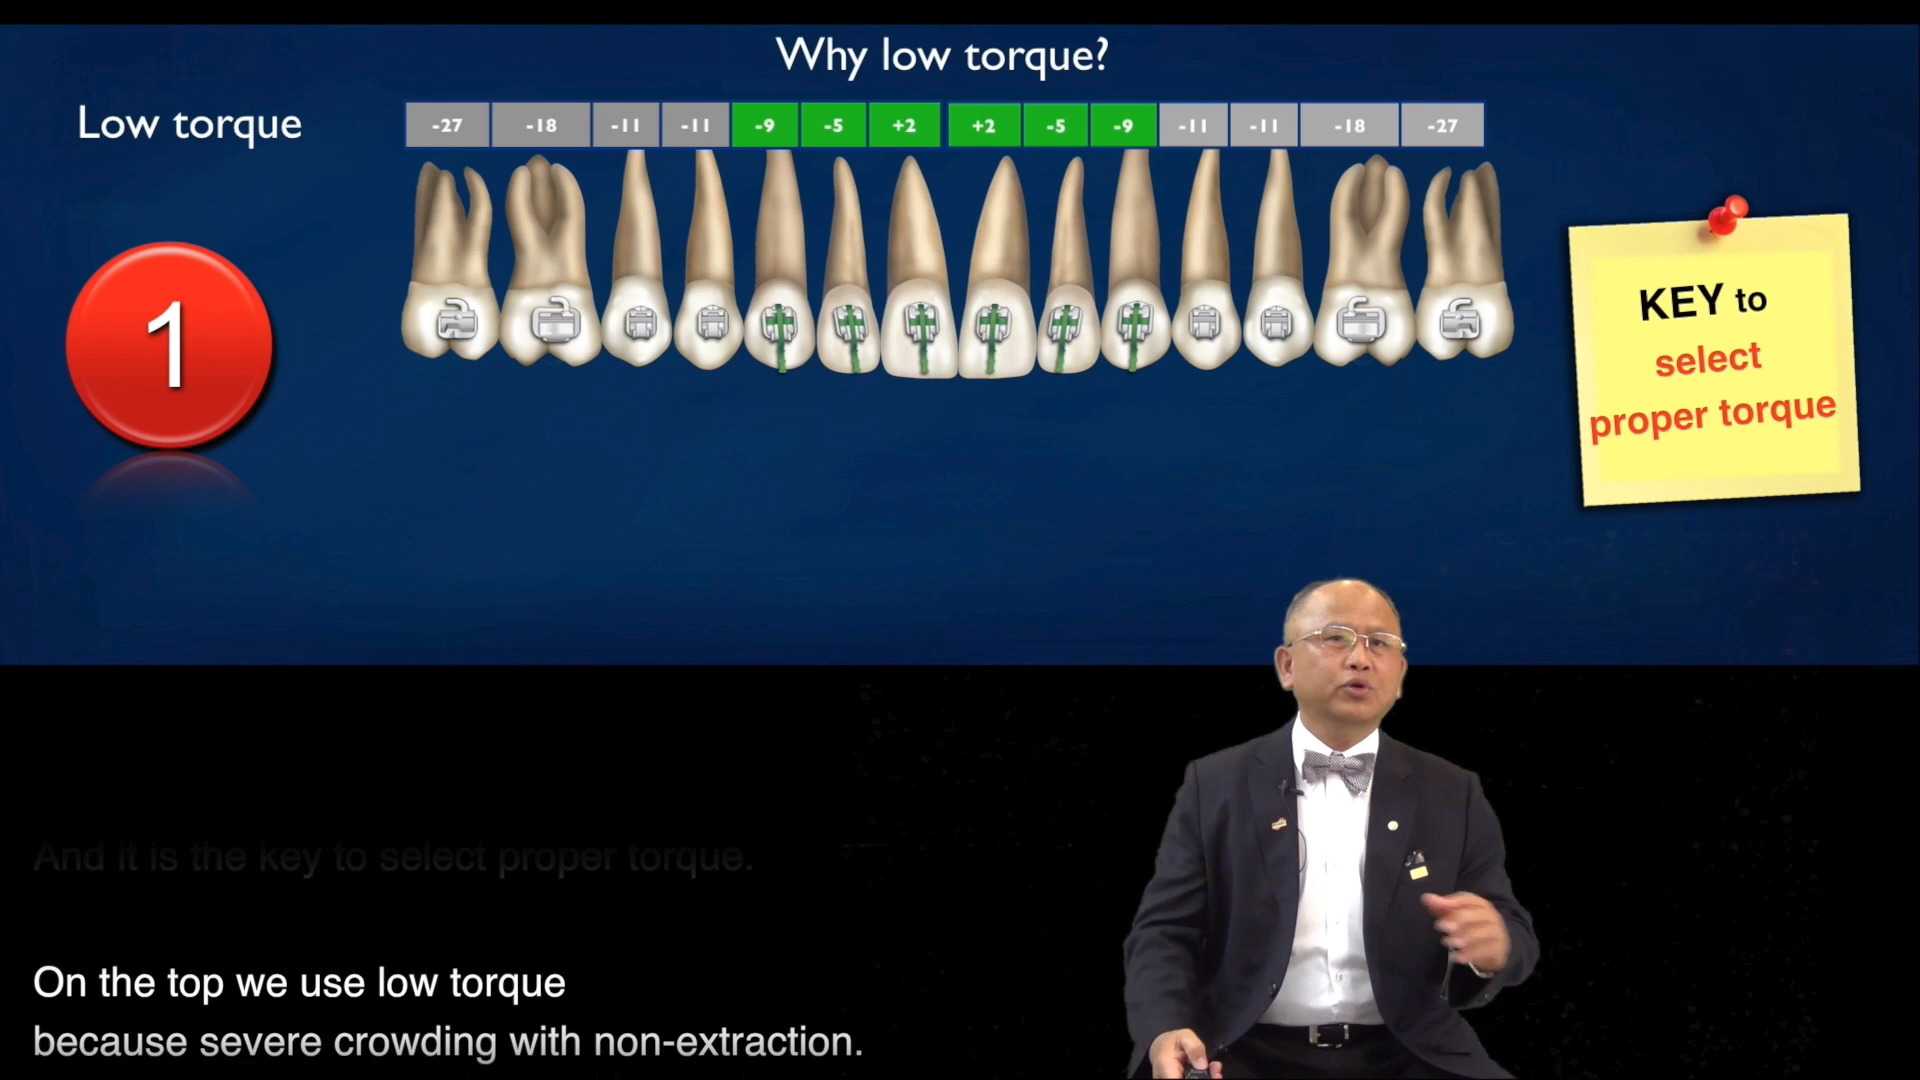 Why low torque?
Low torque
-27 -18 -11 -11 -9 -5 +2 +2 -5 -9 -11 -11 -18 -27
1
KEY to
select
proper torque
And it is the key to select proper torque.
On the top we use low torque
because severe crowding with non-extraction.